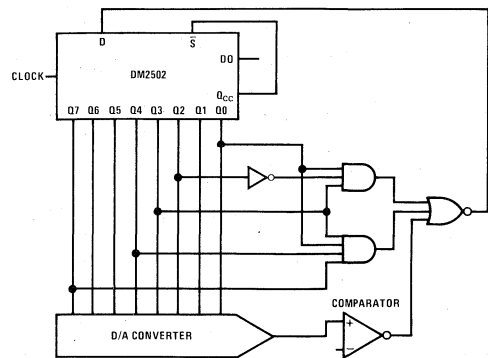 D S̅
DO
CLOCK DM2502
QCC
Q7 Q6 Q5 Q4 Q3 Q2 Q1 Q0
COMPARATOR
+
D/A CONVERTER
−